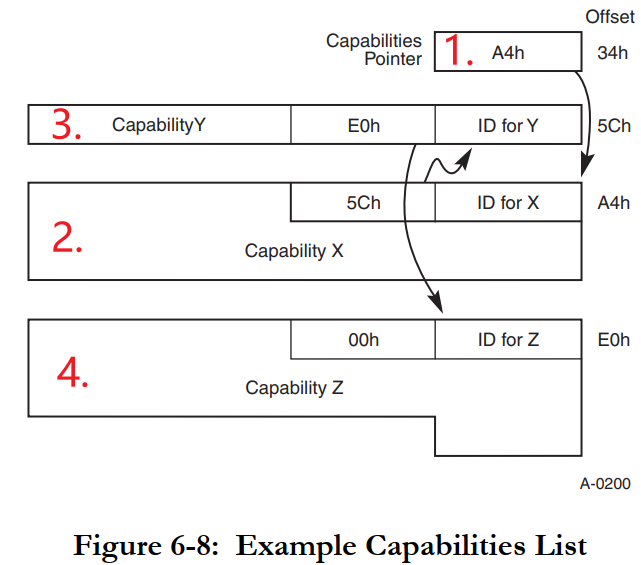 Offset
Capabilities
Pointer
1. A4h 34h
3. CapabilityY E0h ID for Y 5Ch
5Ch ID for X A4h
2. Capability X
00h ID for Z E0h
4. Capability Z
A-0200
Figure 6-8: Example Capabilities List